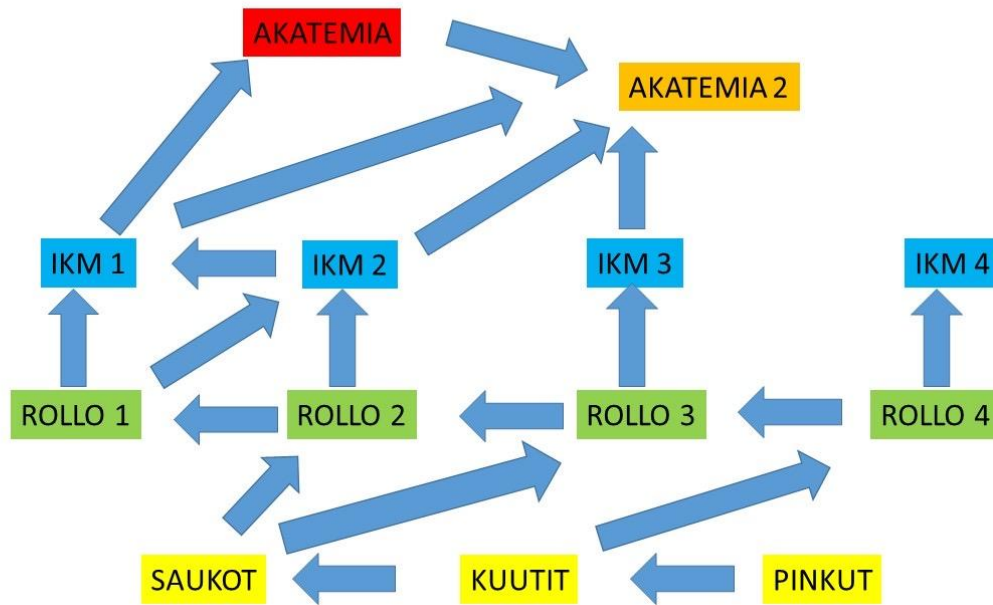 AKATEMIA
AKATEMIA 2
IKM 1
IKM 2
IKM 3
IKM 4
ROLLO 1
ROLLO 2
ROLLO 3
ROLLO 4
SAUKOT
KUUTIT
PINKUT